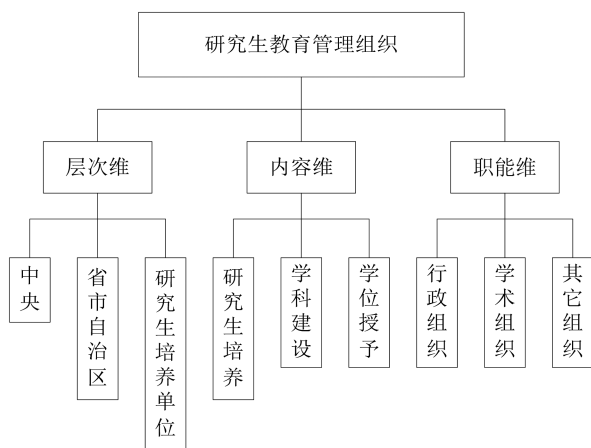 研究生教育管理组织
层次维
内容维
职能维
中央
省市自治区
研究生培养单位
研究生培养
学科建设
学位授予
行政组织
学术组织
其它组织